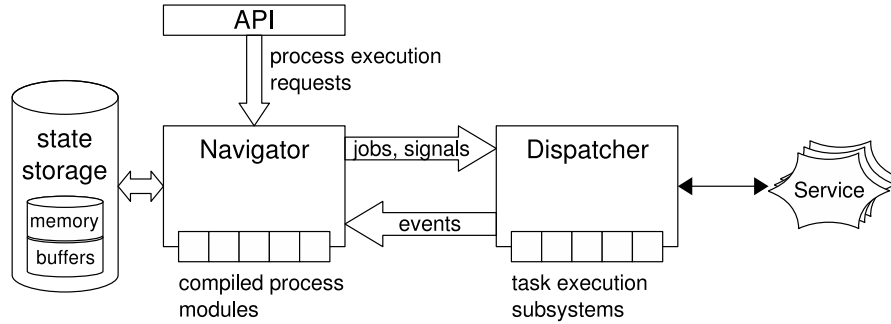 API
process execution
requests
state
storage
memory
buffers
Navigator
jobs, signals
events
compiled process
modules
Dispatcher
task execution
subsystems
Service